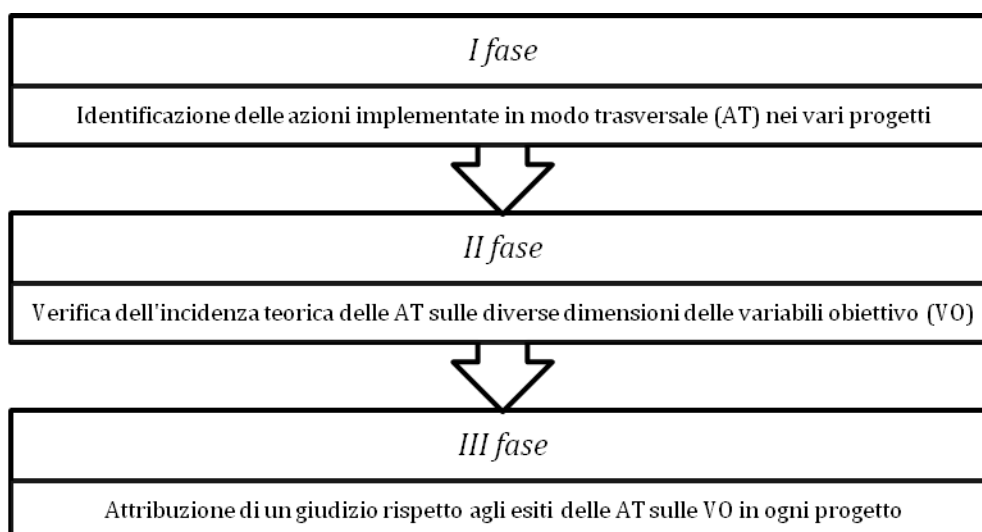 I fase
Identificazione delle azioni implementate in modo trasversale (AT) nei vari progetti
II fase
Verifica dell'incidenza teorica delle AT sulle diverse dimensioni delle variabili obiettivo (VO)
III fase
Attribuzione di un giudizio rispetto agli esiti delle AT sulle VO in ogni progetto